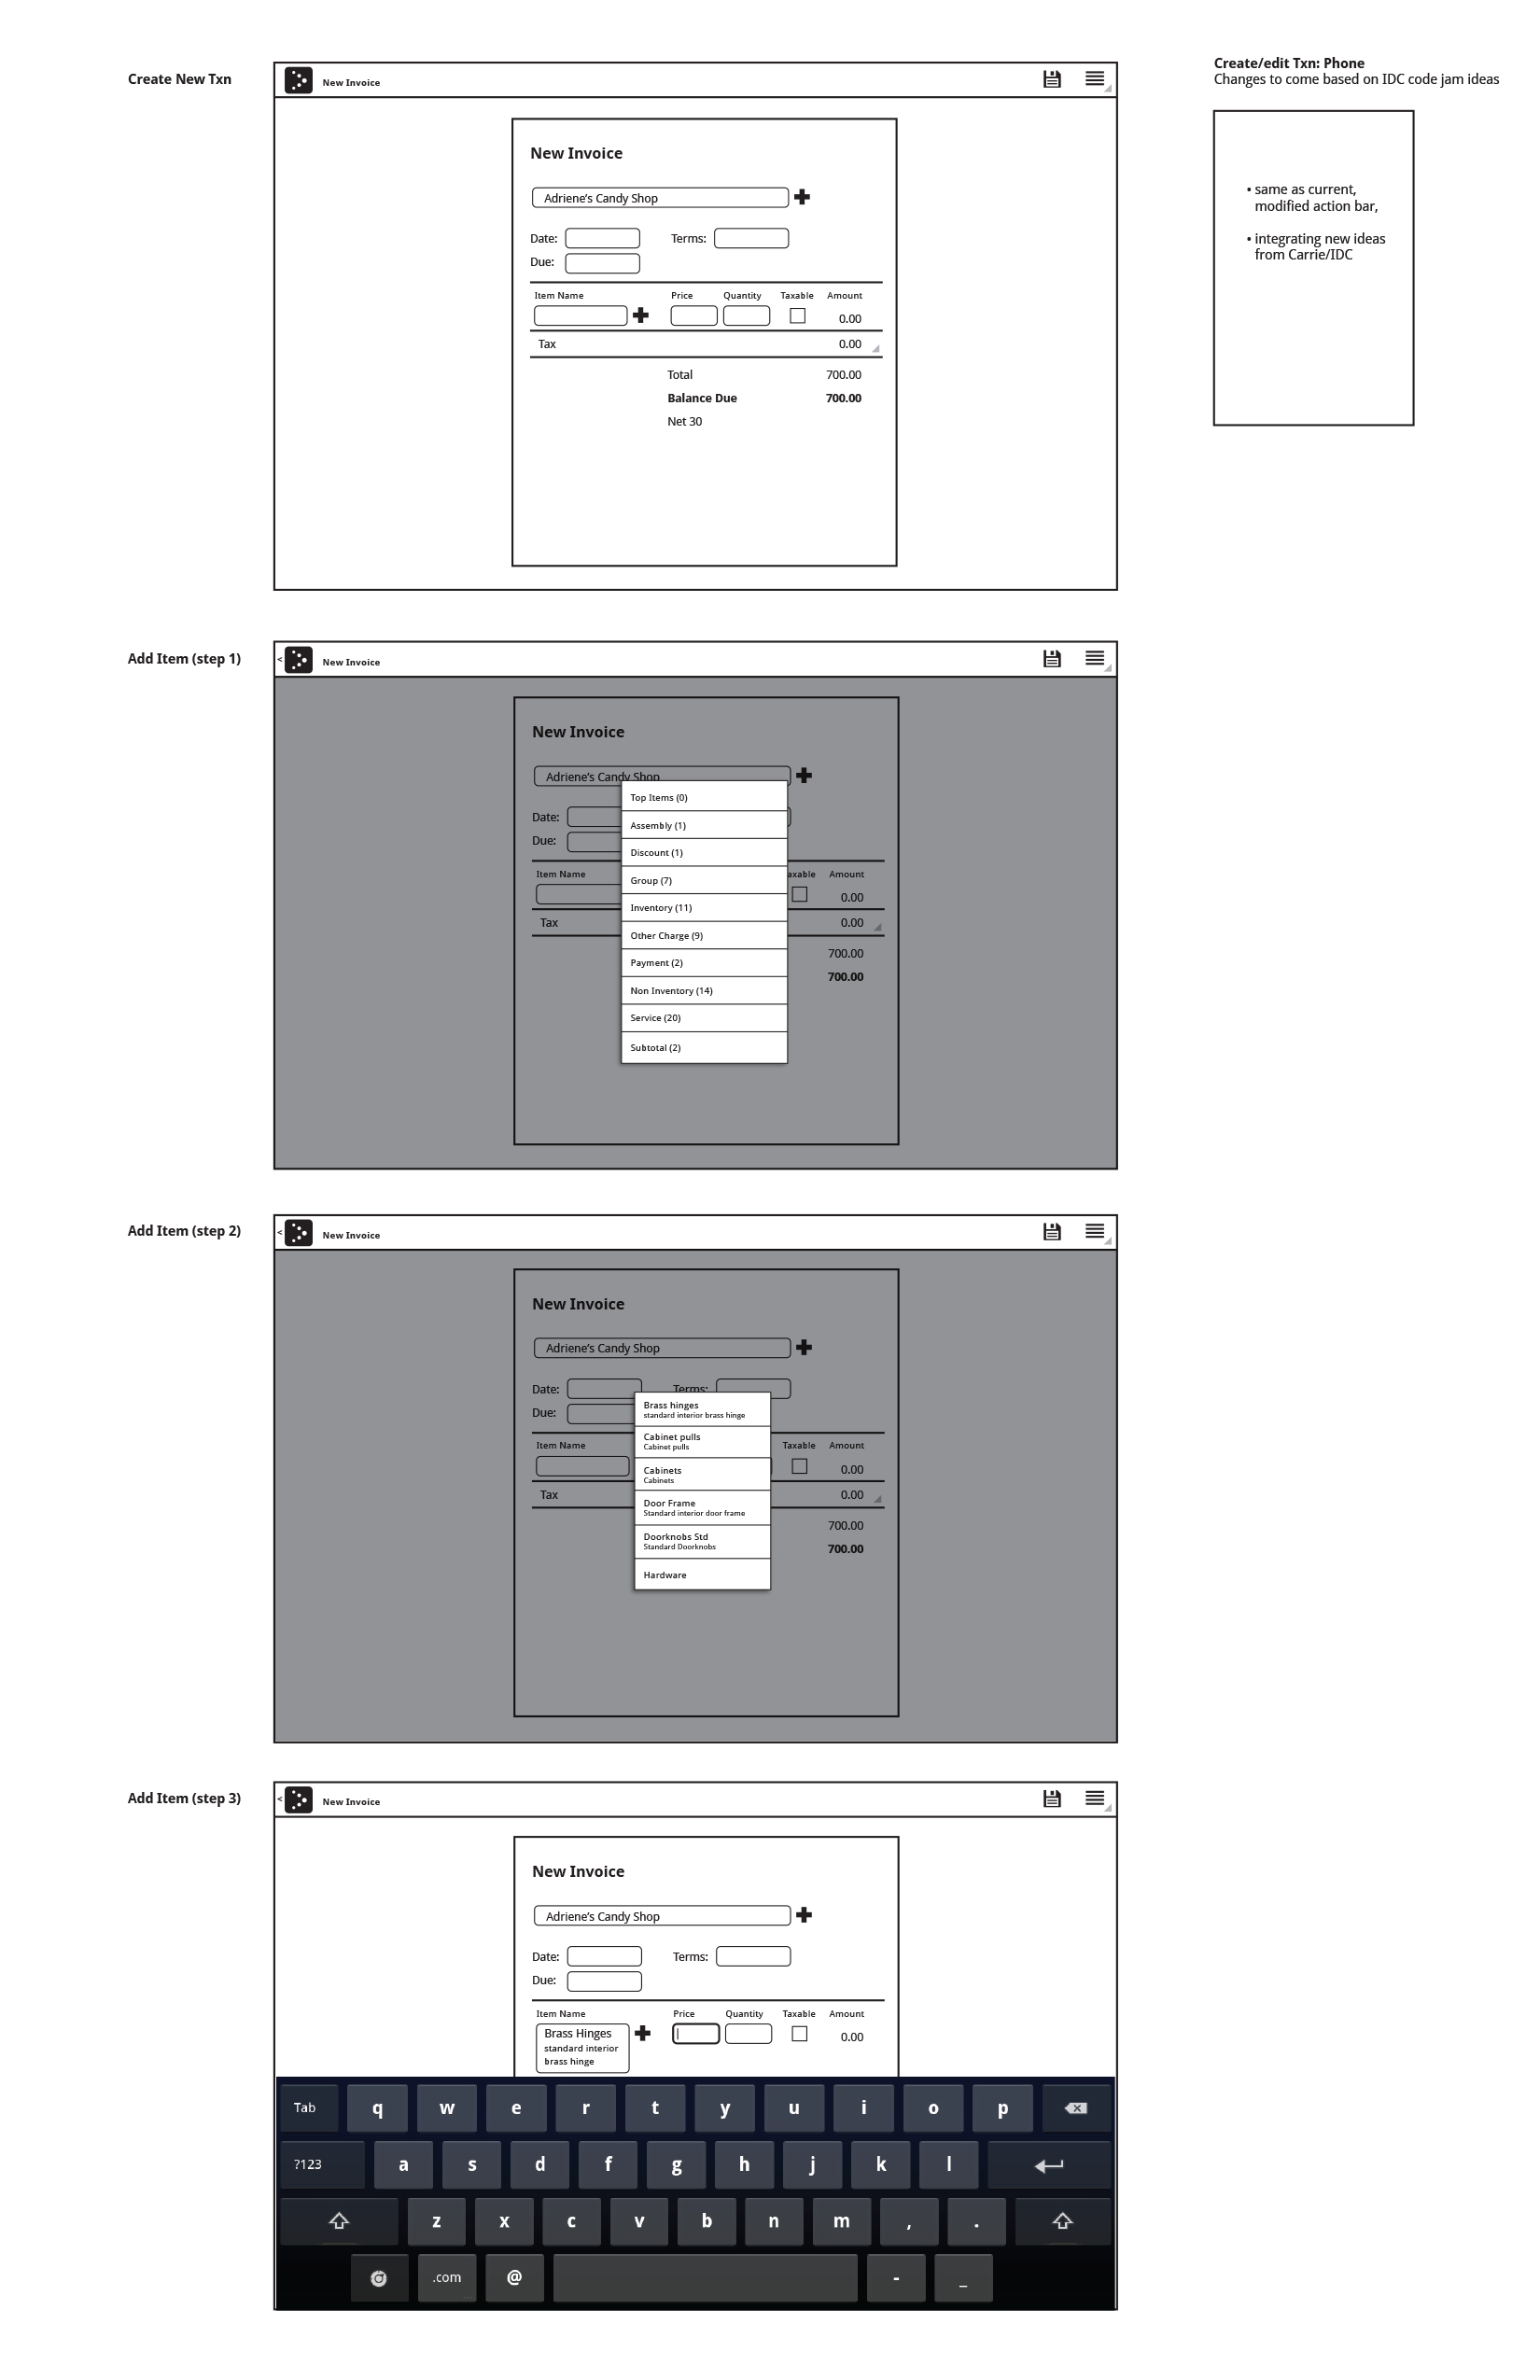 Create New Txn
New Invoice
New Invoice
Adriene's Candy Shop
Date:
Terms:
Due:
Item Name
Price
Quantity
Taxable
Amount
0.00
Tax
0.00
Total
700.00
Balance Due
700.00
Net 30
Create/edit Txn: Phone
Changes to come based on IDC code jam ideas
• same as current,
modified action bar,
• integrating new ideas
from Carrie/IDC
Add Item (step 1)
<
New Invoice
New Invoice
Adriene's Candy Shop
Date:
Due:
Item Name
axable
Amount
0.00
Tax
0.00
700.00
700.00
Top Items (0)
Assembly (1)
Discount (1)
Group (7)
Inventory (11)
Other Charge (9)
Payment (2)
Non Inventory (14)
Service (20)
Subtotal (2)
Add Item (step 2)
<
New Invoice
New Invoice
Adriene's Candy Shop
Date:
Terms:
Due:
Item Name
Taxable
Amount
0.00
Tax
0.00
700.00
700.00
Brass hinges
standard interior brass hinge
Cabinet pulls
Cabinet pulls
Cabinets
Cabinets
Door Frame
Standard interior door frame
Doorknobs Std
Standard Doorknobs
Hardware
Add Item (step 3)
<
New Invoice
New Invoice
Adriene's Candy Shop
Date:
Terms:
Due:
Item Name
Price
Quantity
Taxable
Amount
Brass Hinges
standard interior
brass hinge
0.00
Tab q w e r t y u i o p
?123 a s d f g h j k l
z x c v b n m , .
.com @ - _